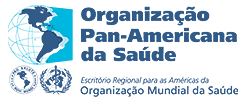 Organização
Pan-Americana
da Saúde
Escritório Regional para as Américas da
Organização Mundial da Saúde